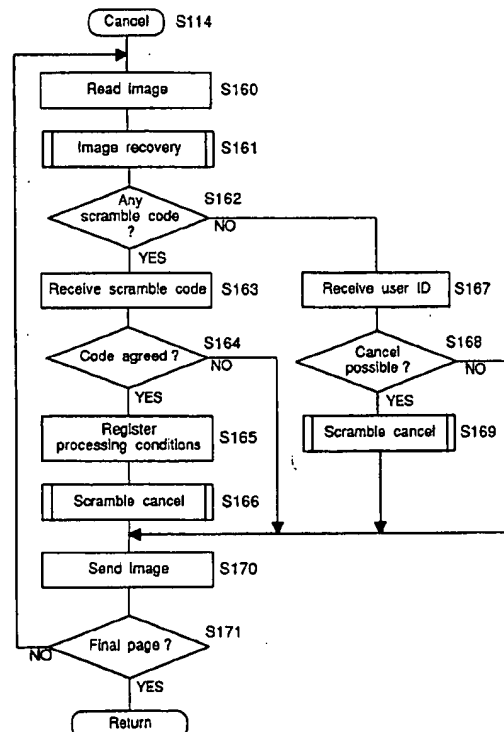 Cancel S114
Read Image S160
Image recovery S161
Any
scramble code
?
S162
NO
YES
Receive scramble code S163
Receive user ID S167
Code agreed ? S164
NO
YES
Cancel
possible ?
S168
NO
YES
Register
processing conditions
S165
Scramble cancel S169
Scramble cancel S166
Send Image S170
Final page ? S171
NO
YES
Return